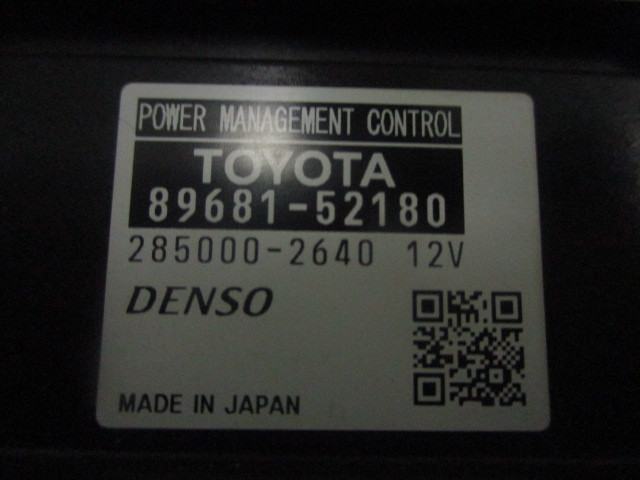 POWER MANAGEMENT CONTROL
TOYOTA
89681-52180
285000-2640 12V
DENSO
MADE IN JAPAN